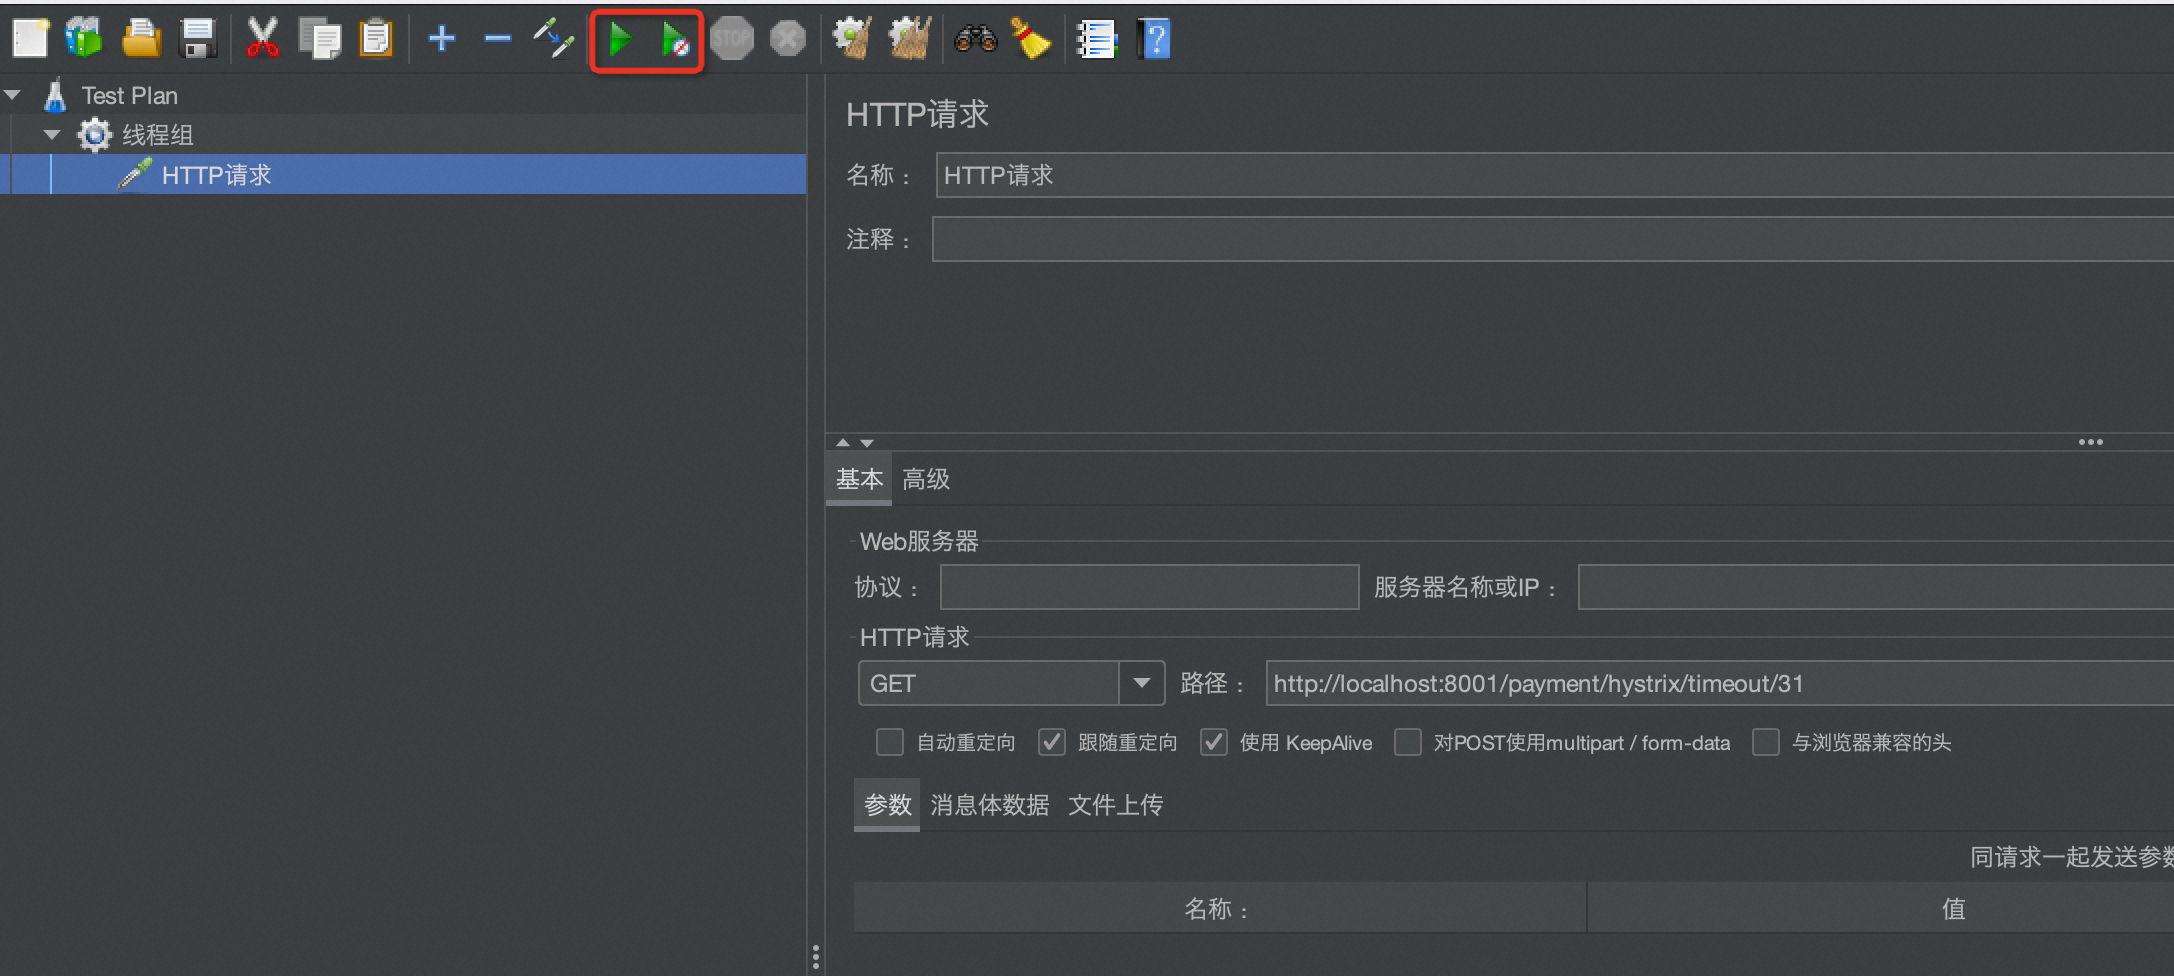 STOP
?
Test Plan
线程组
HTTP请求
HTTP请求
名称：
HTTP请求
注释：
基本
高级
Web服务器
协议：
服务器名称或IP：
HTTP请求
GET
路径：
http://localhost:8001/payment/hystrix/timeout/31
自动重定向
跟随重定向
使用 KeepAlive
对POST使用multipart / form-data
与浏览器兼容的头
参数
消息体数据
文件上传
同请求一起发送参数
名称：
值